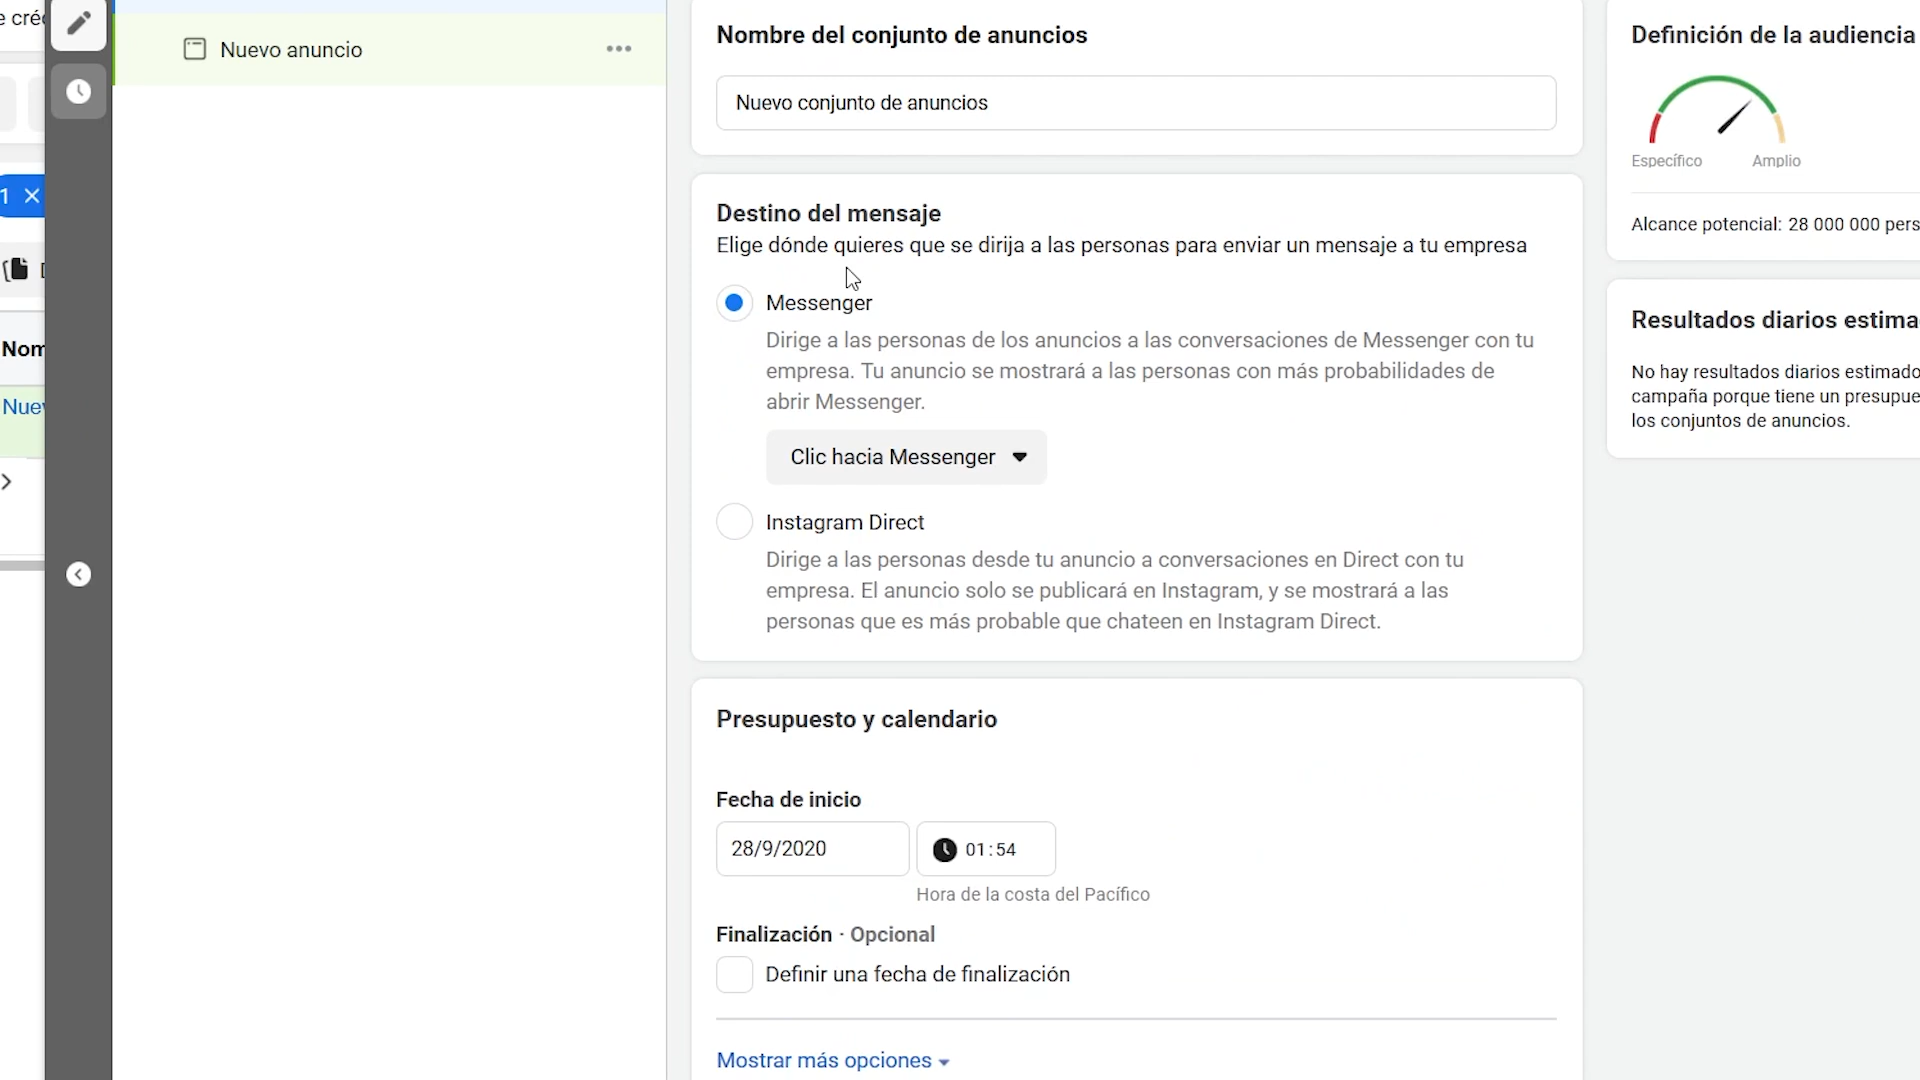 Nuevo anuncio
1
Nombre del conjunto de anuncios
Nuevo conjunto de anuncios
Destino del mensaje
Elige dónde quieres que se dirija a las personas para enviar un mensaje a tu empresa
Messenger
Dirige a las personas de los anuncios a las conversaciones de Messenger con tu
empresa. Tu anuncio se mostrará a las personas con más probabilidades de
abrir Messenger.
Clic hacia Messenger
Instagram Direct
Dirige a las personas desde tu anuncio a conversaciones en Direct con tu
empresa. El anuncio solo se publicará en Instagram, y se mostrará a las
personas que es más probable que chateen en Instagram Direct.
Presupuesto y calendario
Fecha de inicio
28/9/2020
01:54
Hora de la costa del Pacífico
Finalización · Opcional
Definir una fecha de finalización
Mostrar más opciones
Definición de la audiencia
Específico
Amplio
Alcance potencial: 28 000 000 pers
Resultados diarios estima
No hay resultados diarios estimado
campaña porque tiene un presupue
los conjuntos de anuncios.